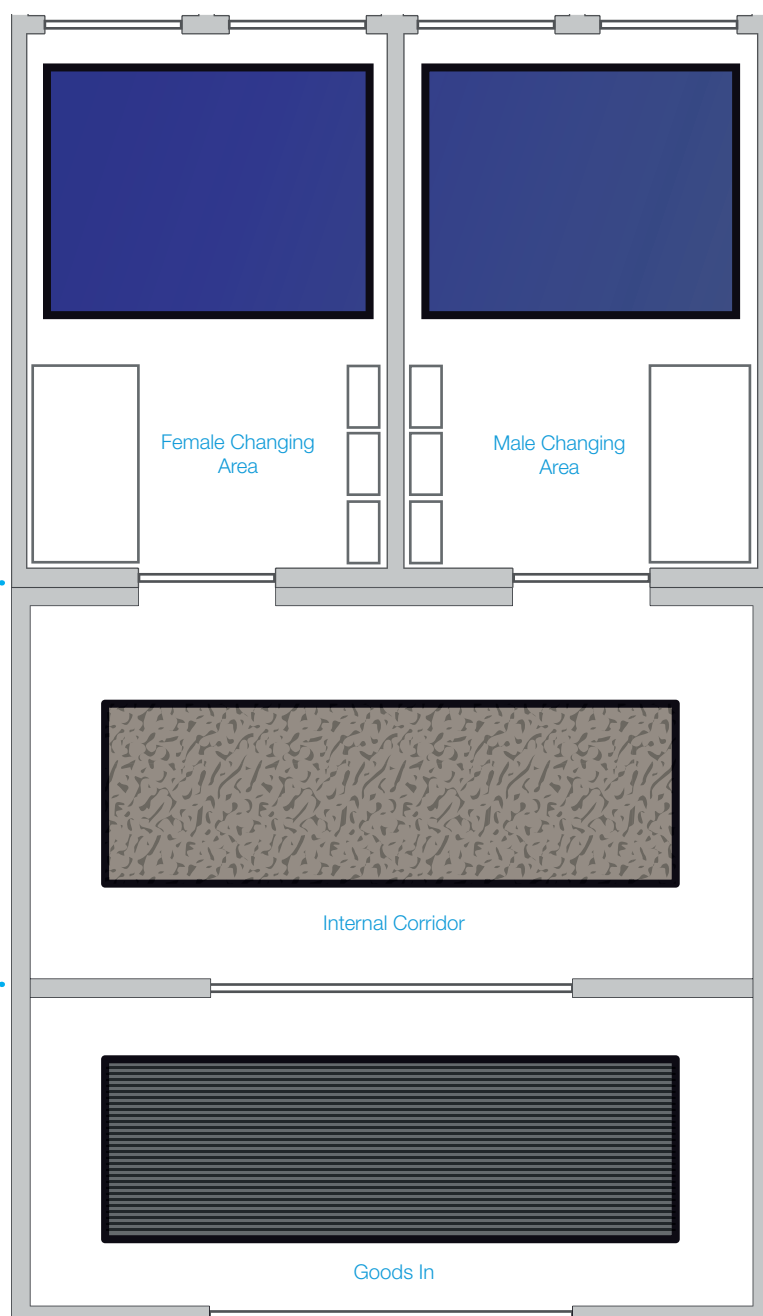 Female Changing
Area
Male Changing
Area
Internal Corridor
Goods In